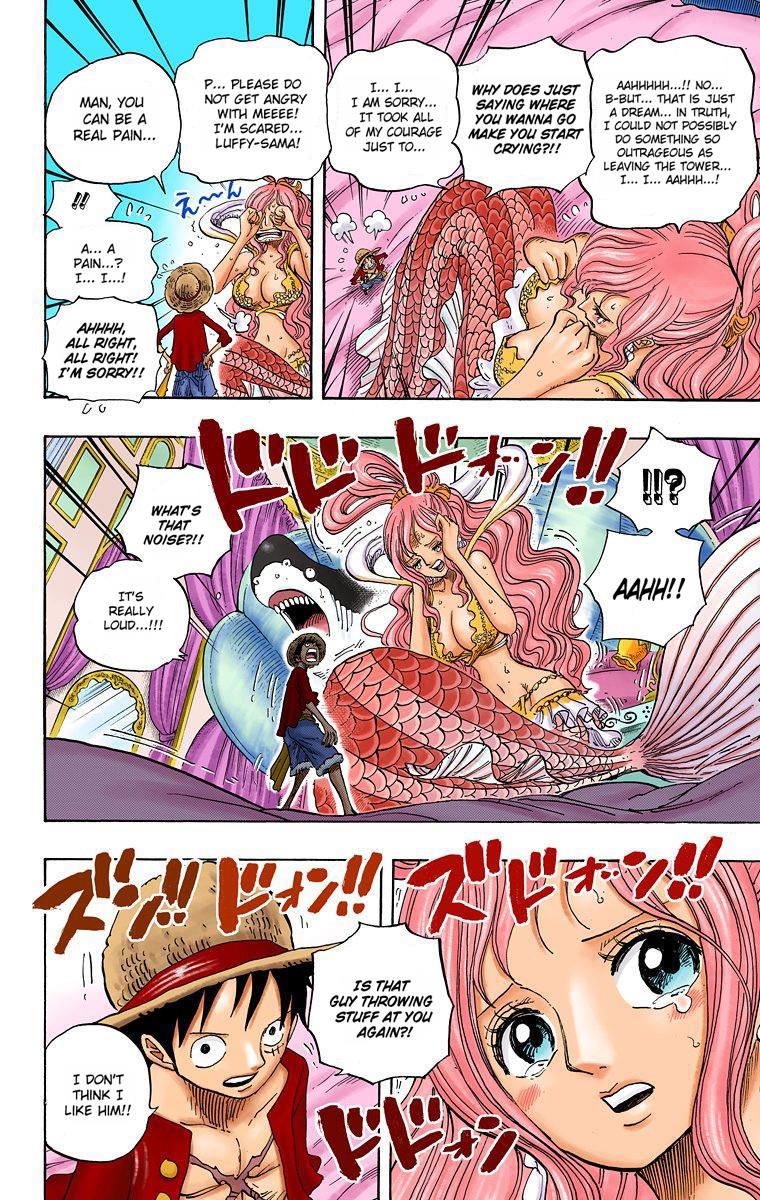 AAHHHHH...!! NO...
B-BUT... THAT IS JUST
A DREAM... IN TRUTH,
I COULD NOT POSSIBLY
DO SOMETHING SO
OUTRAGEOUS AS
LEAVING THE TOWER...
I... I... AAHHH...!
WHY DOES JUST
SAYING WHERE
YOU WANNA GO
MAKE YOU START
CRYING?!!
I... I...
I AM SORRY...
IT TOOK ALL
OF MY COURAGE
JUST TO...
P... PLEASE DO
NOT GET ANGRY
WITH MEEEE!
I'M SCARED...
LUFFY-SAMA!
え〜〜ん
MAN, YOU
CAN BE A
REAL PAIN...
!!
A... A
PAIN...?
I... I...!
AHHHH,
ALL RIGHT,
ALL RIGHT!
I'M SORRY!!
ドドドォーン!!
!!?
AAHH!!
WHAT'S
THAT
NOISE?!!
IT'S
REALLY
LOUD...!!!
ズドドォーン!!
ズン!!ドォン!!
IS THAT
GUY THROWING
STUFF AT YOU
AGAIN?!
I DON'T
THINK I
LIKE HIM!!
ドドドォン